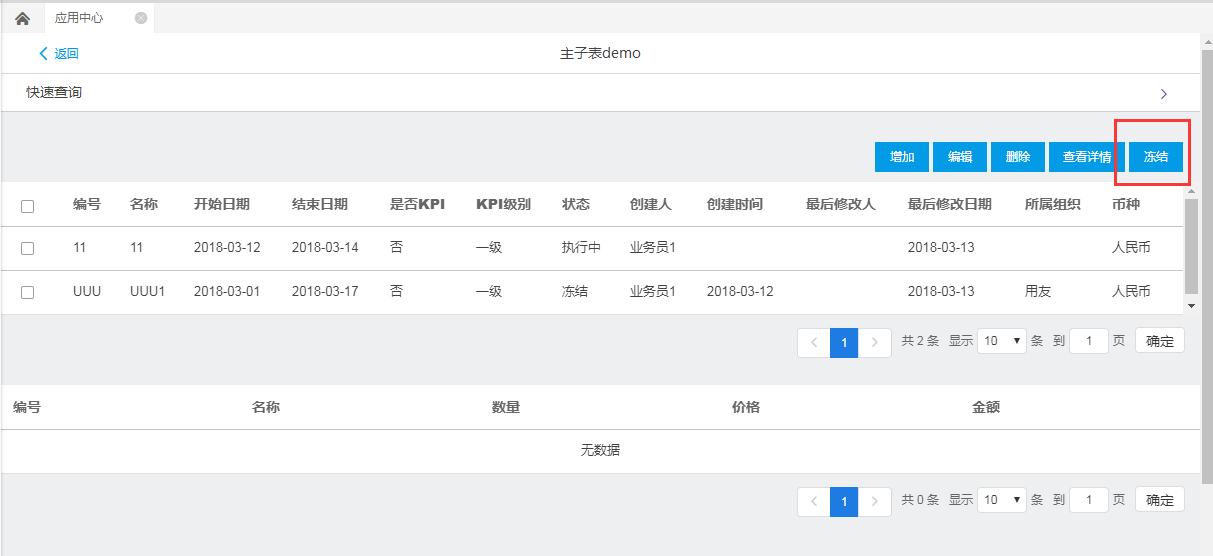 应用中心
返回
主子表demo
快速查询
增加 编辑 删除 查看详情 冻结
编号 名称 开始日期 结束日期 是否KPI KPI级别 状态 创建人 创建时间 最后修改人 最后修改日期 所属组织 币种
11 11 2018-03-12 2018-03-14 否 一级 执行中 业务员1 2018-03-13 人民币
UUU UUU1 2018-03-01 2018-03-17 否 一级 冻结 业务员1 2018-03-12 2018-03-13 用友 人民币
1 共 2 条 显示 10 条 到 1 页 确定
编号 名称 数量 价格 金额
无数据
1 共 0 条 显示 10 条 到 1 页 确定